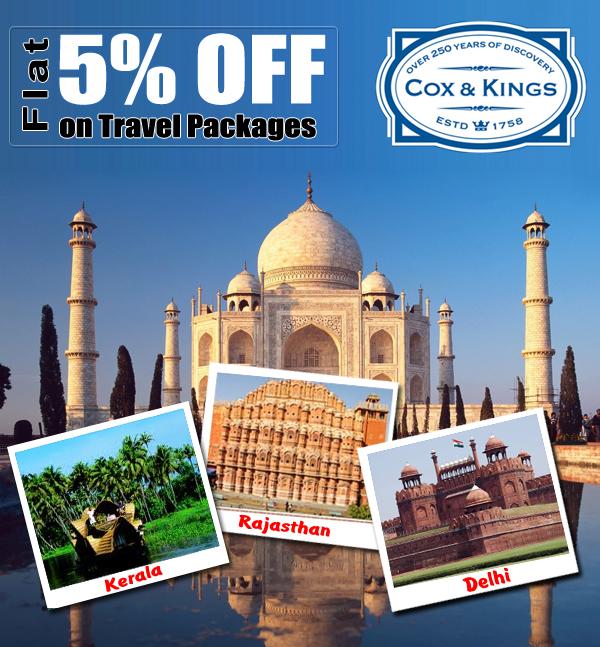 Flat
5% OFF
on Travel Packages
OVER 250 YEARS OF DISCOVERY
COX & KINGS
ESTD 1758
Kerala
Rajasthan
Delhi